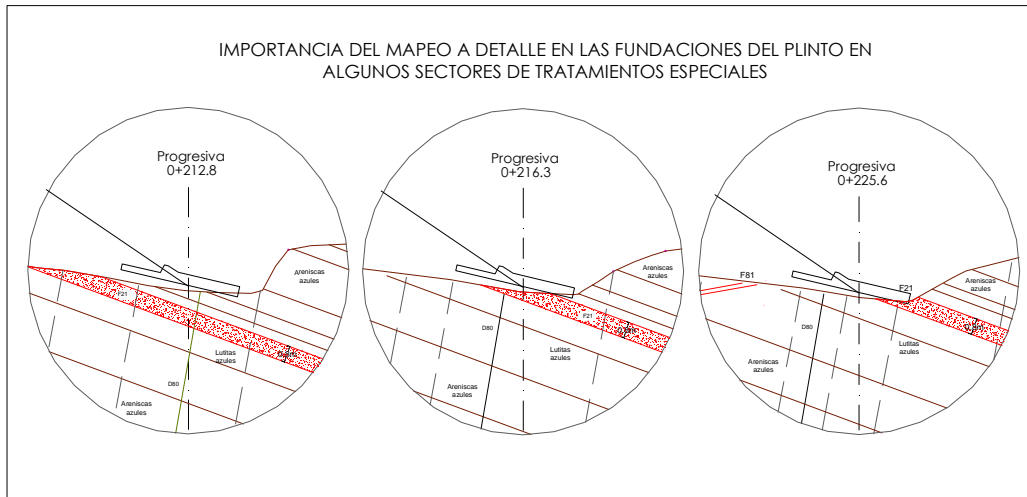 IMPORTANCIA DEL MAPEO A DETALLE EN LAS FUNDACIONES DEL PLINTO EN
ALGUNOS SECTORES DE TRATAMIENTOS ESPECIALES
Progresiva
0+212.8
Areniscas
azules
F21
Lutitas
azules
D80
Areniscas
azules
Progresiva
0+216.3
Areniscas
azules
F21
D80
Lutitas
azules
Areniscas
azules
Progresiva
0+225.6
F81
Areniscas
azules
F21
D80
Lutitas
azules
Areniscas
azules